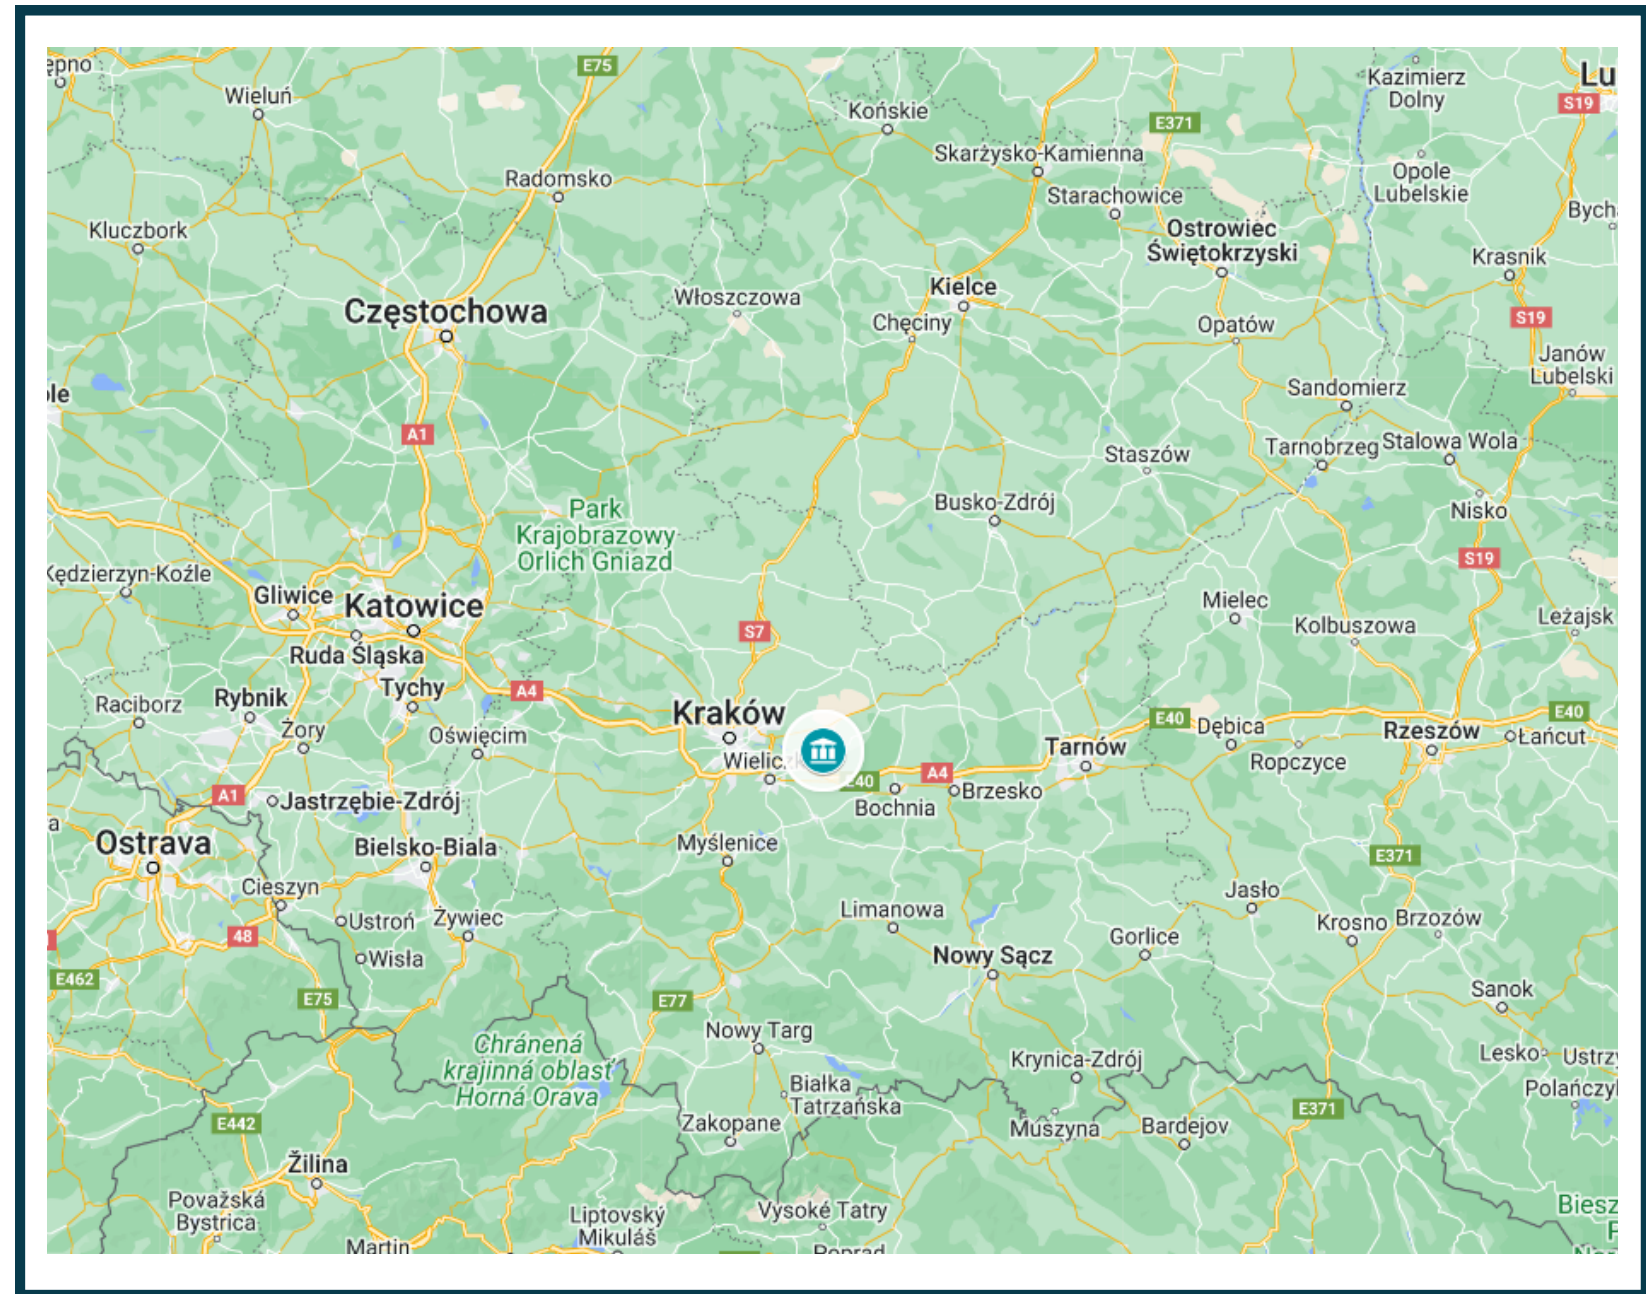 E75
Wieluń
Końskie
Kazimierz
Dolny
S19
E371
Skarżysko-Kamienna
Opole
Lubelskie
Radomsko
Starachowice
Kluczbork
Ostrowiec
Świętokrzyski
Krasnik
Kielce
Włoszczowa
Częstochowa
Chęciny
Opatów
S19
Janów
Lubelski
Sandomierz
A1
Tarnobrzeg
Stalowa Wola
Staszów
Busko-Zdrój
Nisko
Park
Krajobrazowy
Orlich Gniazd
S19
Kędzierzyn-Koźle
Gliwice
Katowice
Mielec
Leżajsk
S7
Kolbuszowa
Ruda Śląska
Tychy
A4
Rybnik
Raciborz
Kraków
E40
E40
Dębica
Rzeszów
Żory
Oświęcim
Tarnów
Łańcut
Ropczyce
A4
E40
Brzesko
Bochnia
A1
Jastrzębie-Zdrój
Ostrava
Bielsko-Biala
Myślenice
E371
Cieszyn
Jasło
Limanowa
Ustroń
Żywiec
Krosno
Brzozów
48
Gorlice
Nowy Sącz
Wisła
E462
E75
E77
Sanok
Nowy Targ
Chránená
krajinná oblasť
Horná Orava
Krynica-Zdrój
Lesko
Białka
Tatrzańska
E371
E442
Zakopane
Muszyna
Bardejov
Žilina
Považská
Bystrica
Liptovský
Mikuláš
Vysoké Tatry
Martin
Poprad